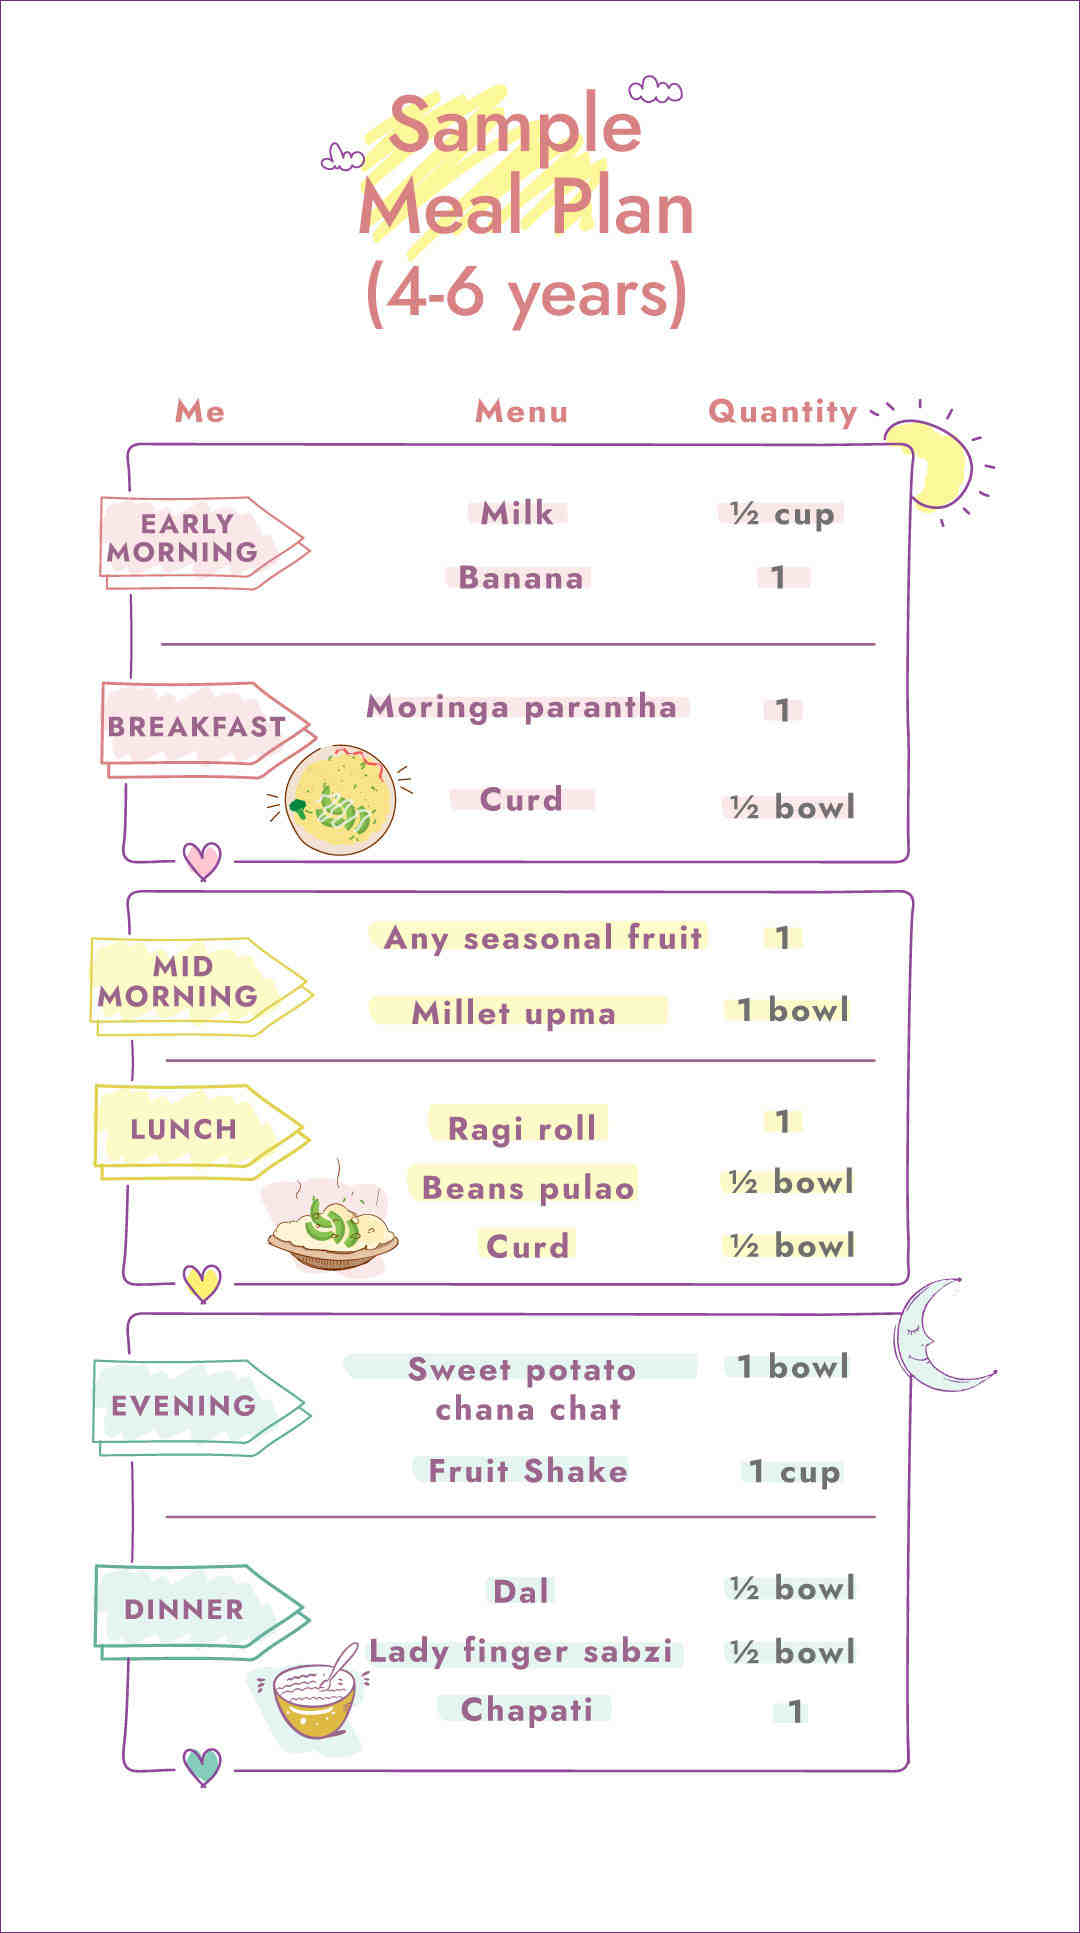 Sample
Meal Plan
(4-6 years)
Me Menu Quantity
EARLY
MORNING
Milk ½ cup
Banana 1
BREAKFAST
Moringa parantha 1
Curd ½ bowl
MID
MORNING
Any seasonal fruit 1
Millet upma 1 bowl
LUNCH
Ragi roll 1
Beans pulao ½ bowl
Curd ½ bowl
EVENING
Sweet potato 1 bowl
chana chat
Fruit Shake 1 cup
DINNER
Dal ½ bowl
Lady finger sabzi ½ bowl
Chapati 1